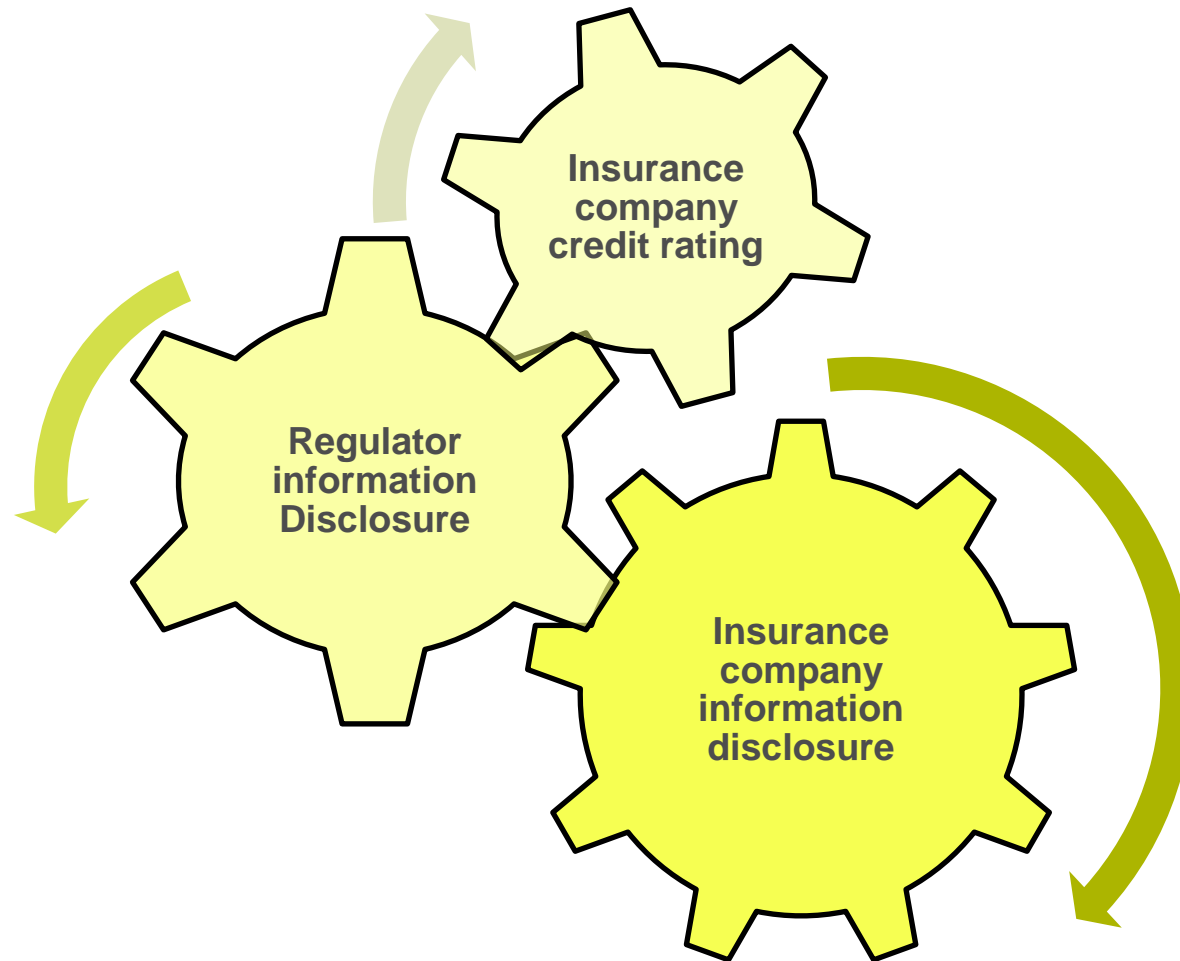 Insurance
company
credit rating
Regulator
information
Disclosure
Insurance
company
information
disclosure